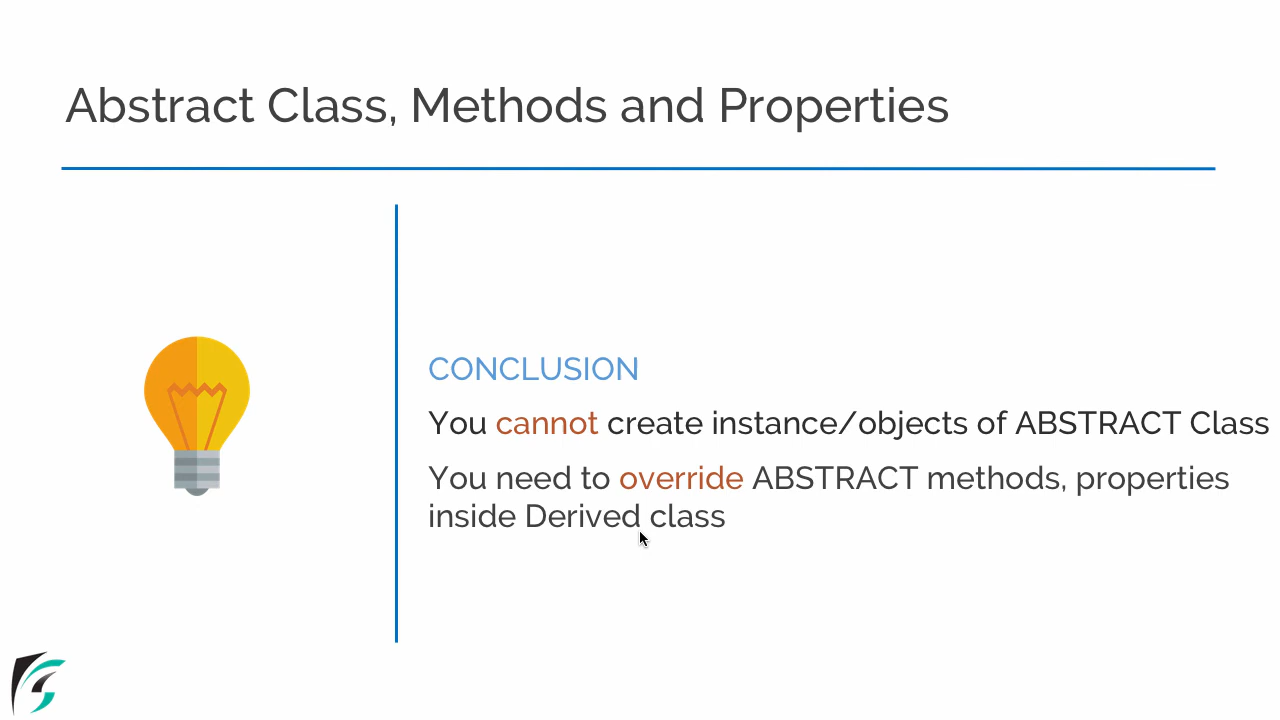 Abstract Class, Methods and Properties
CONCLUSION
You cannot create instance/objects of ABSTRACT Class
You need to override ABSTRACT methods, properties
inside Derived class